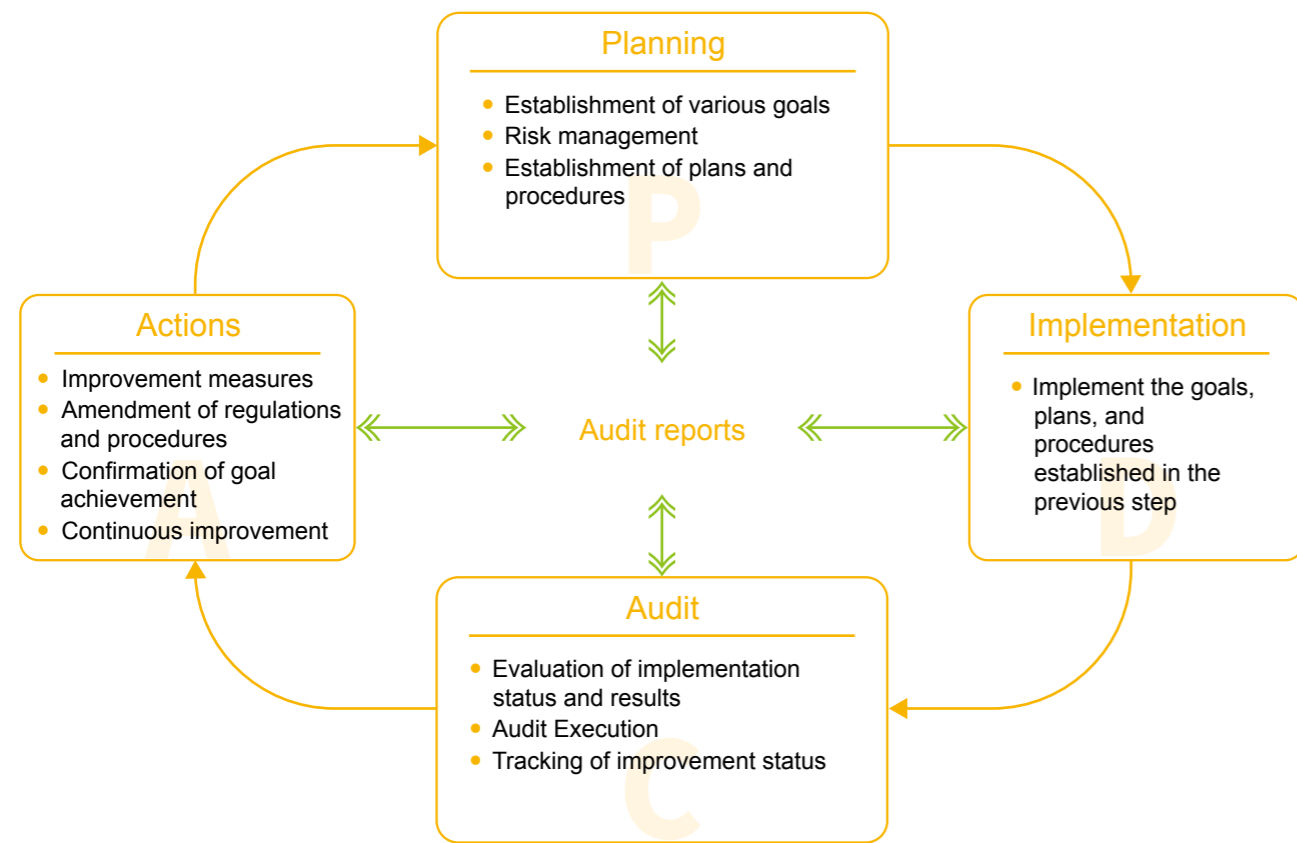 Planning
• Establishment of various goals
• Risk management
• Establishment of plans and
procedures
P
Actions
• Improvement measures
• Amendment of regulations
and procedures
• Confirmation of goal
achievement
• Continuous improvement
A
Audit reports
Implementation
• Implement the goals,
plans, and
procedures
established in the
previous step
D
Audit
• Evaluation of implementation
status and results
• Audit Execution
• Tracking of improvement status
C